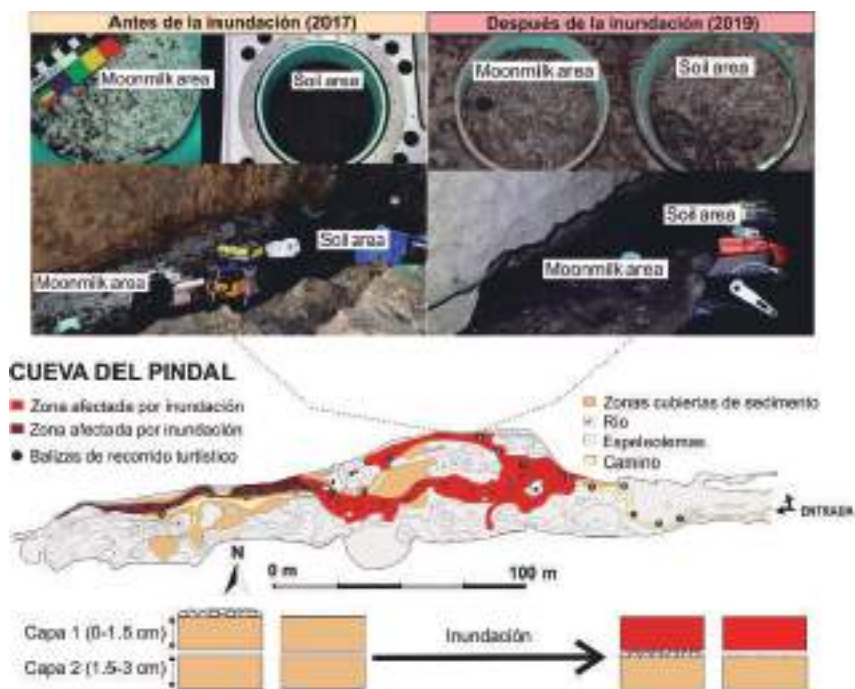 Antes de la inundación (2017)
Después de la inundación (2019)
Moonmilk area
Soil area
Moonmilk area
Soil area
Moonmilk area
Soil area
Moonmilk area
Soil area
CUEVA DEL PINDAL
Zona afectada por inundación
Zona afectada por inundación
Balizas de recorrido turístico
Zonas cubiertas de sedimento
Río
Espeleotemas
Camino
ENTRADA
N
0 m
100 m
Capa 1 (0-1.5 cm)
Capa 2 (1.5-3 cm)
Inundación